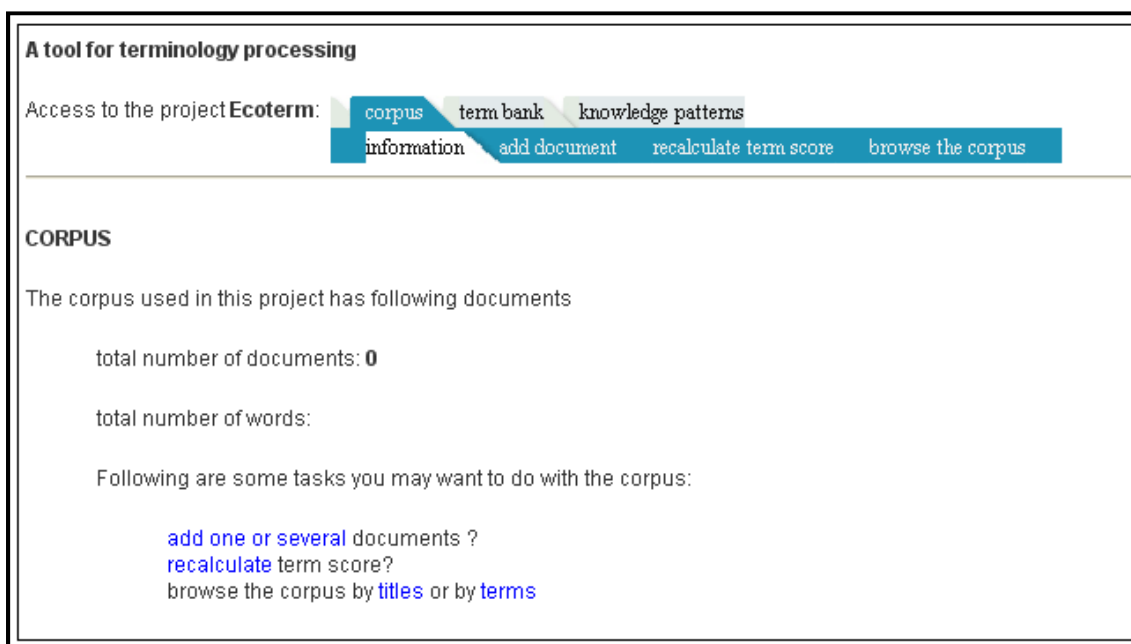 A tool for terminology processing
Access to the project Ecoterm: corpus term bank knowledge patterns
information add document recalculate term score browse the corpus
CORPUS
The corpus used in this project has following documents
total number of documents: 0
total number of words:
Following are some tasks you may want to do with the corpus:
add one or several documents ?
recalculate term score?
browse the corpus by titles or by terms